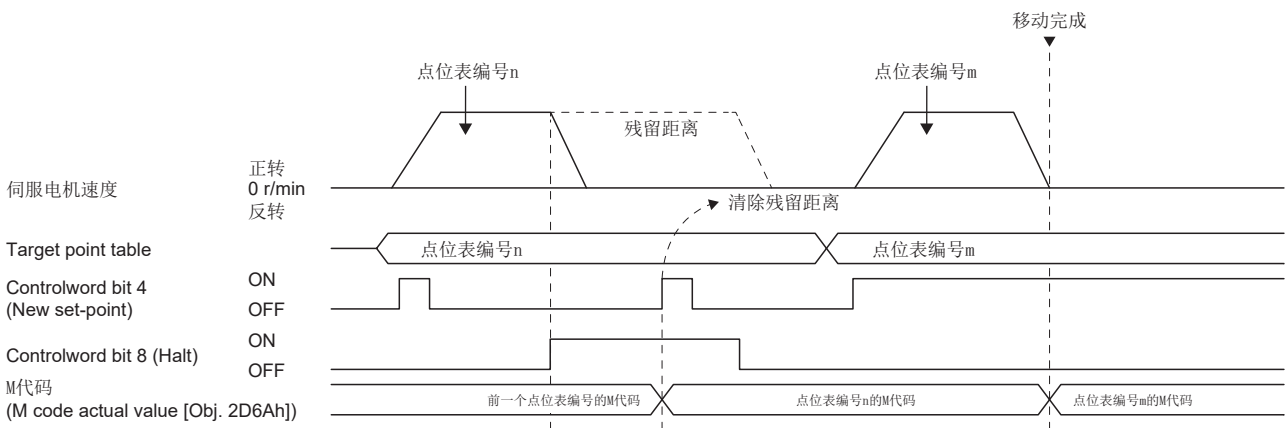 移动完成
点位表编号n
点位表编号m
残留距离
伺服电机速度
正转
0 r/min
反转
清除残留距离
Target point table
点位表编号n
点位表编号m
Controlword bit 4
(New set-point)
ON
OFF
Controlword bit 8 (Halt)
ON
OFF
M代码
(M code actual value [Obj. 2D6Ah])
前一个点位表编号的M代码
点位表编号n的M代码
点位表编号m的M代码